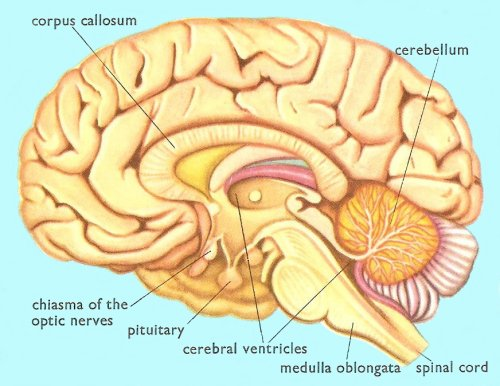 corpus callosum
cerebellum
chiasma of the
optic nerves
pituitary
cerebral ventricles
medulla oblongata
spinal cord